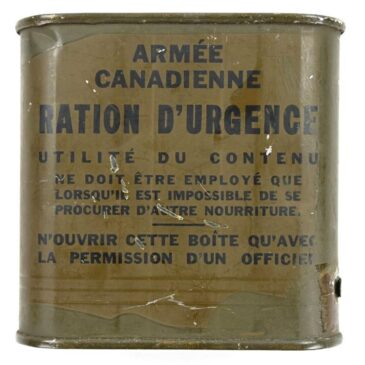 ARMÉE
CANADIENNE
RATION D'URGENCE
UTILITÉ DU CONTENU
NE DOIT ÊTRE EMPLOYÉ QUE
LORSQU'IL EST IMPOSSIBLE DE SE
PROCURER D'AUTRE NOURRITURE.
N'OUVRIR CETTE BOÎTE QU'AVEC
LA PERMISSION D'UN OFFICIER